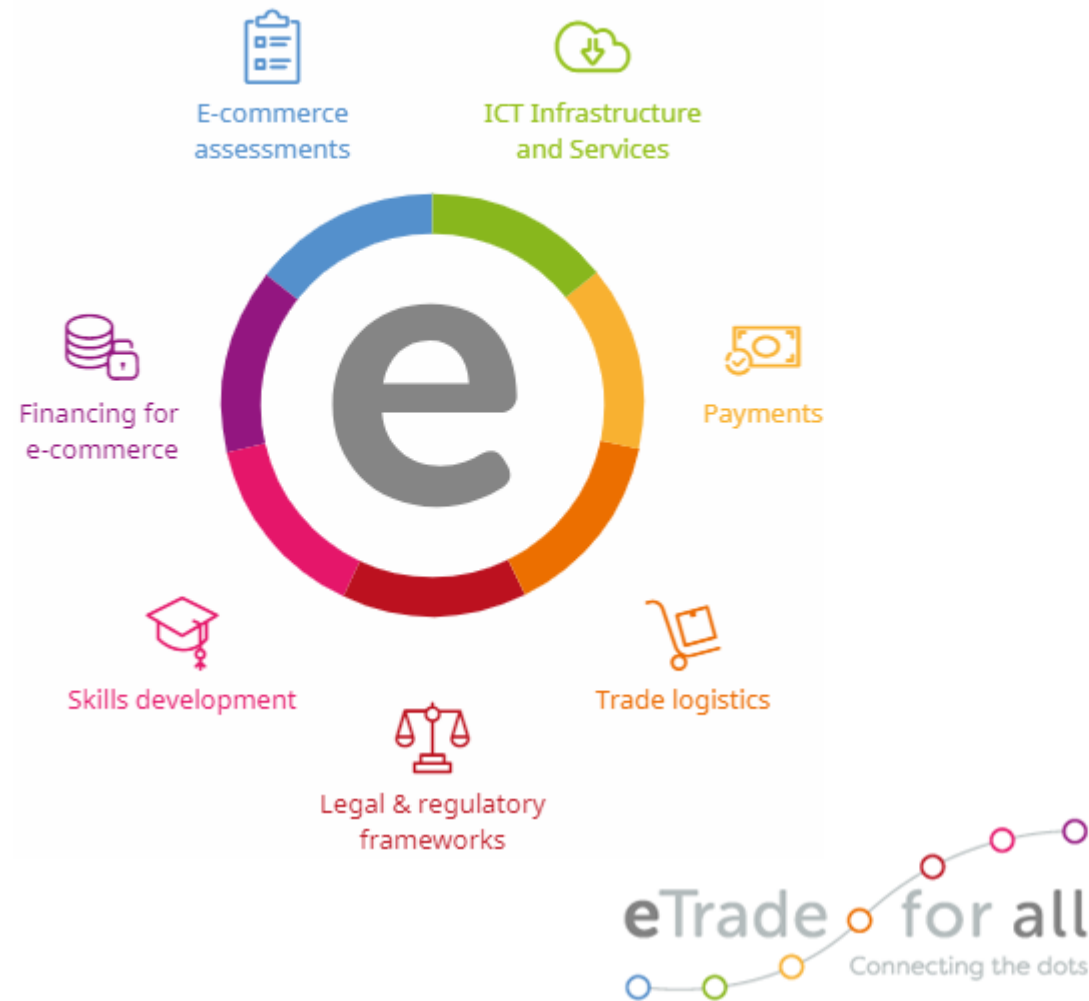 E-commerce
assessments
ICT Infrastructure
and Services
e
Financing for
e-commerce
Payments
Skills development
Trade logistics
Legal & regulatory
frameworks
eTrade for all
Connecting the dots